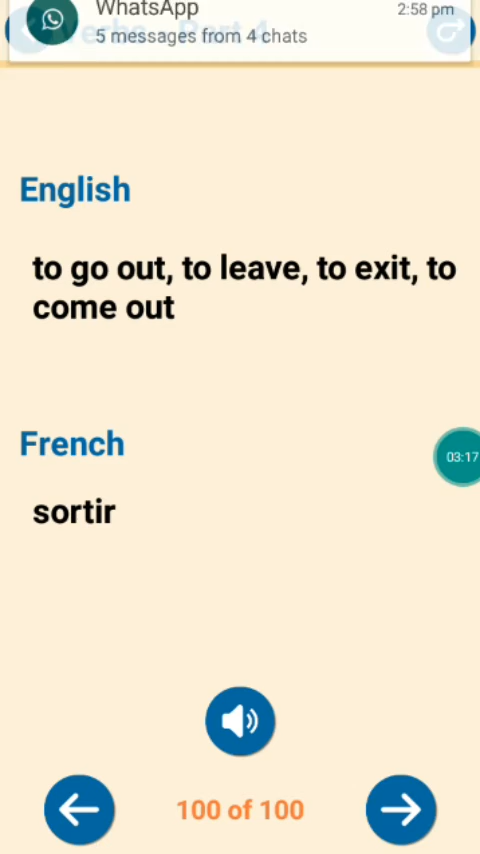 WhatsApp
2:58 pm
5 messages from 4 chats
English
to go out, to leave, to exit, to
come out
French
03:17
sortir
100 of 100